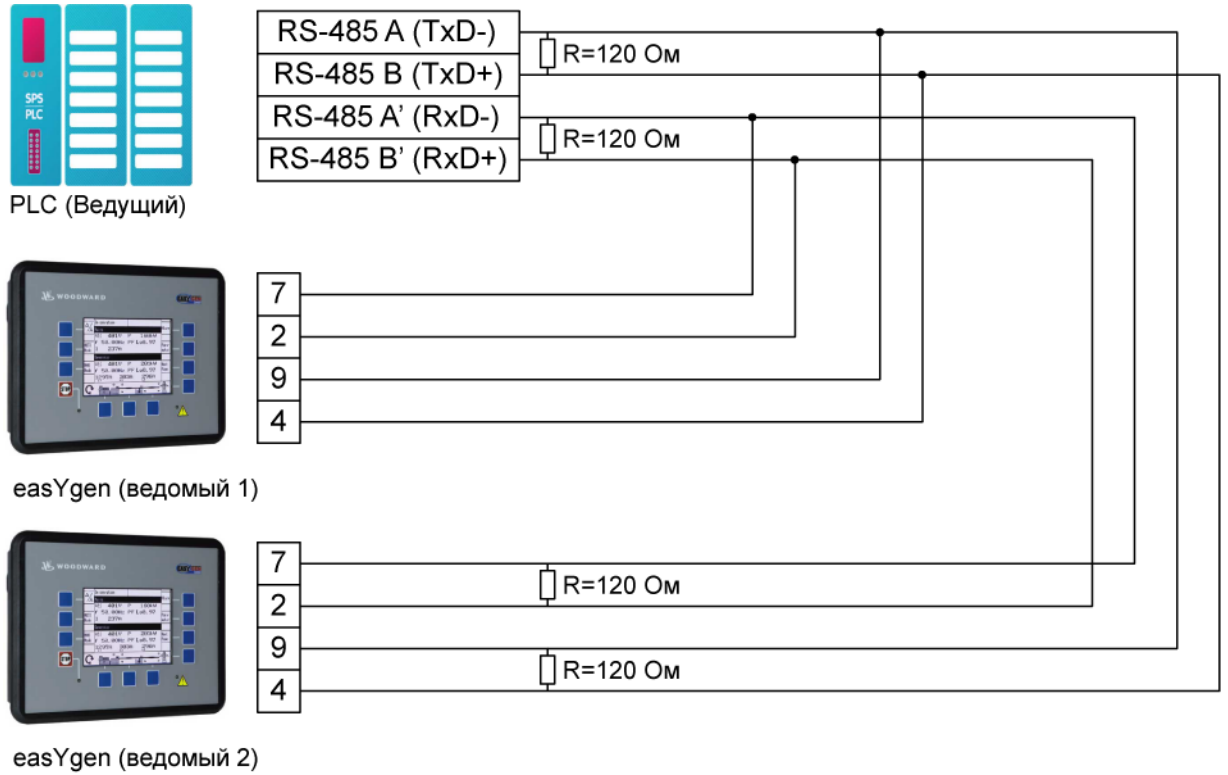 SPS
PLC
RS-485 A (TxD-)
RS-485 B (TxD+)
RS-485 A’ (RxD-)
RS-485 B’ (RxD+)
R=120 Ом
R=120 Ом
PLC (Ведущий)
WOODWARD
7
2
9
4
easYgen (ведомый 1)
WOODWARD
7
2
9
4
R=120 Ом
R=120 Ом
easYgen (ведомый 2)